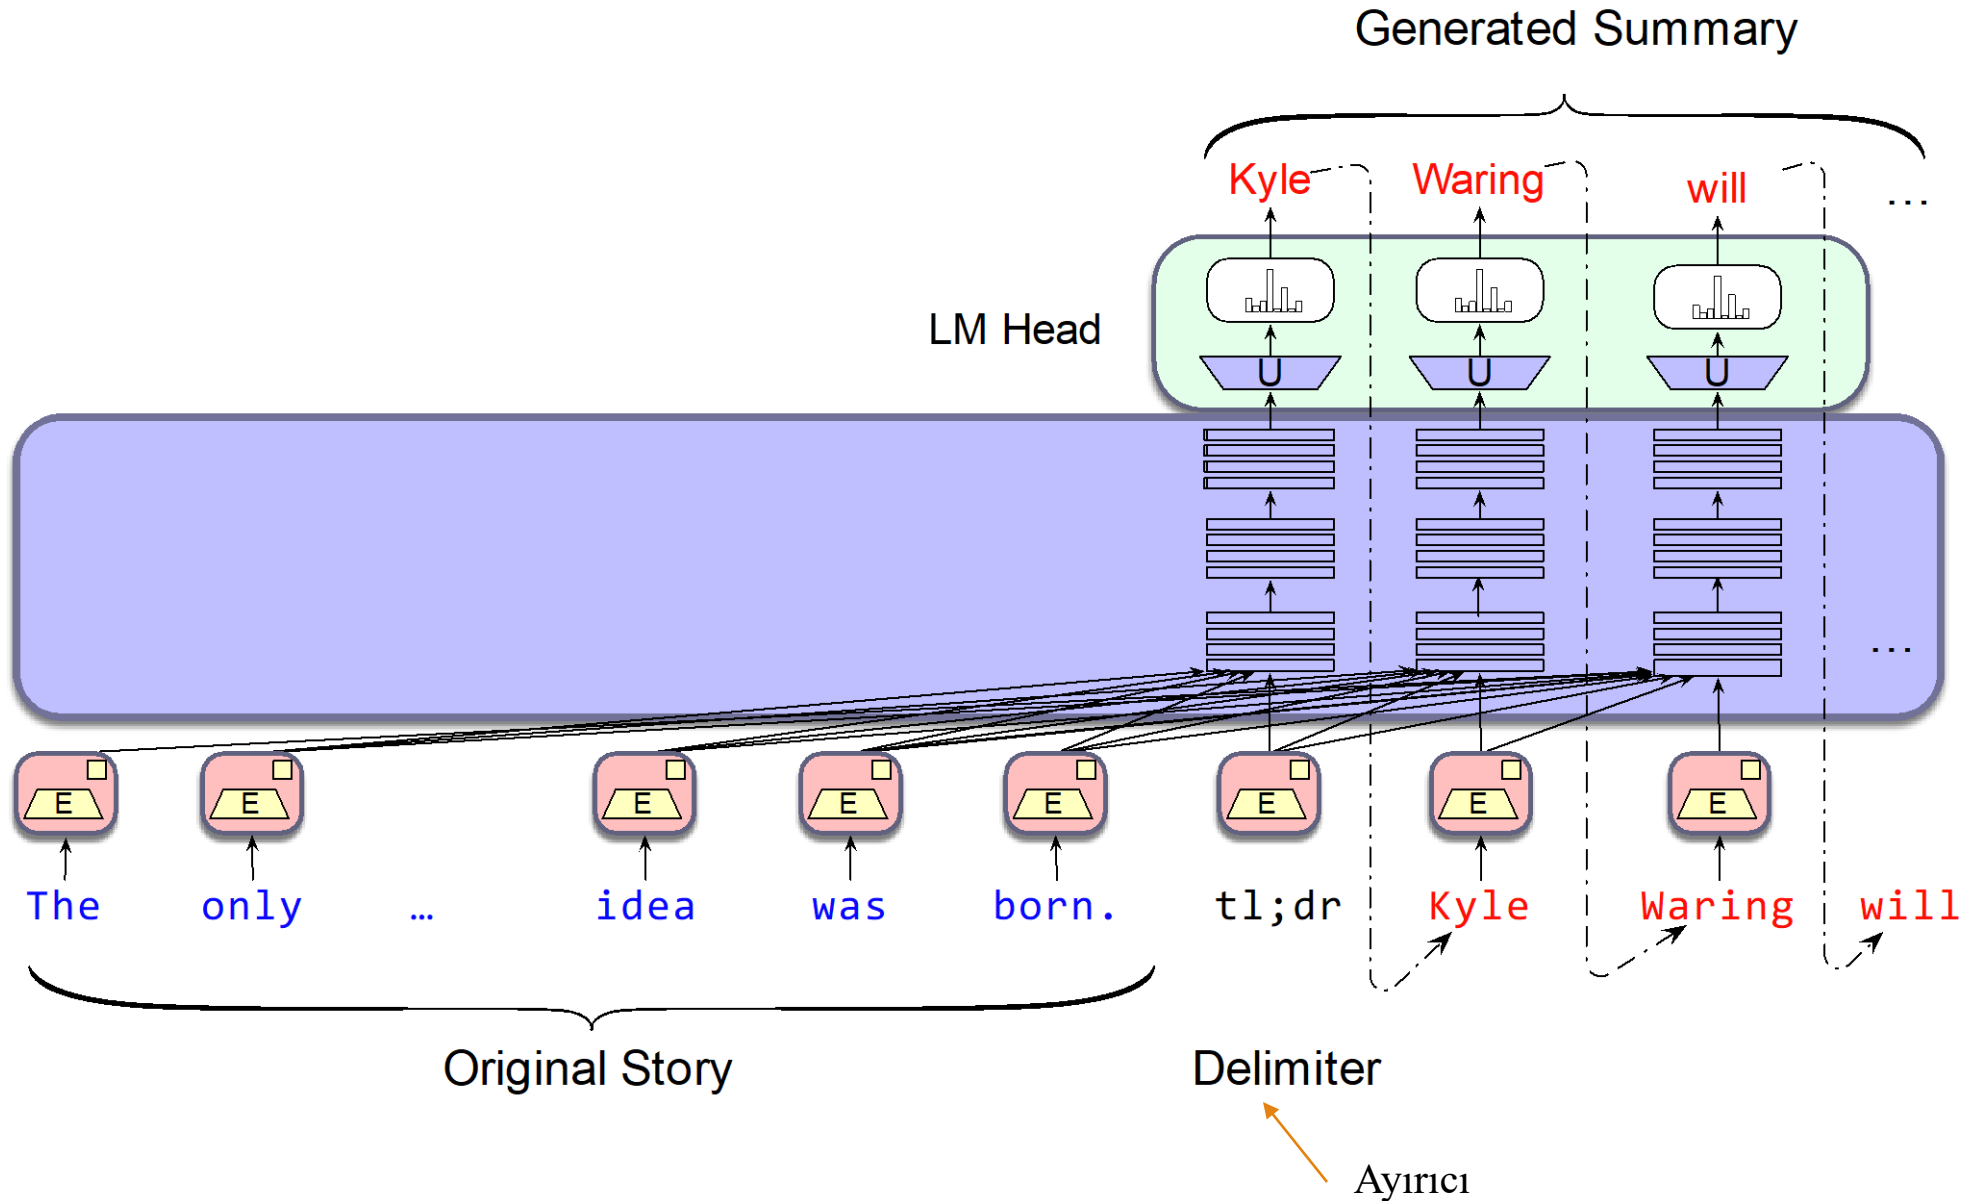 Generated Summary
Kyle Waring will ...
LM Head
U U U
...
E E E E E E E E
The only … idea was born. tl;dr Kyle Waring will
Original Story Delimiter
Ayırıcı